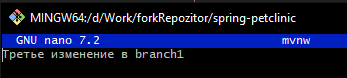 MINGW64:/d/Work/forkRepozitor/spring-petclinic
GNU nano 7.2 mvnw
Третье изменение в branch1